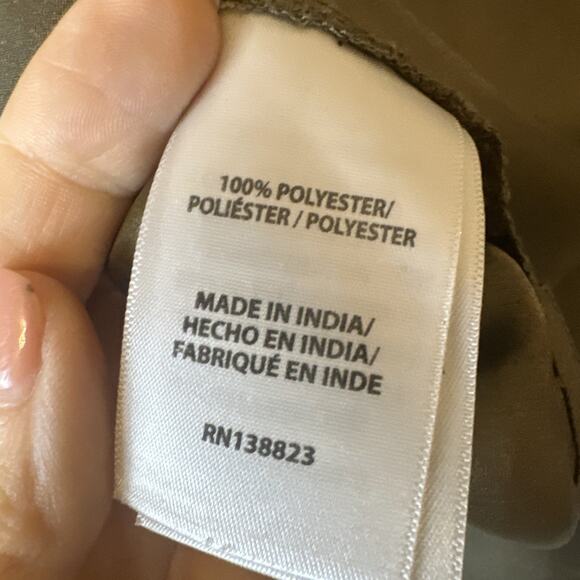 100% POLYESTER/
POLIÉSTER / POLYESTER
MADE IN INDIA/
HECHO EN INDIA/
FABRIQUÉ EN INDE
RN138823